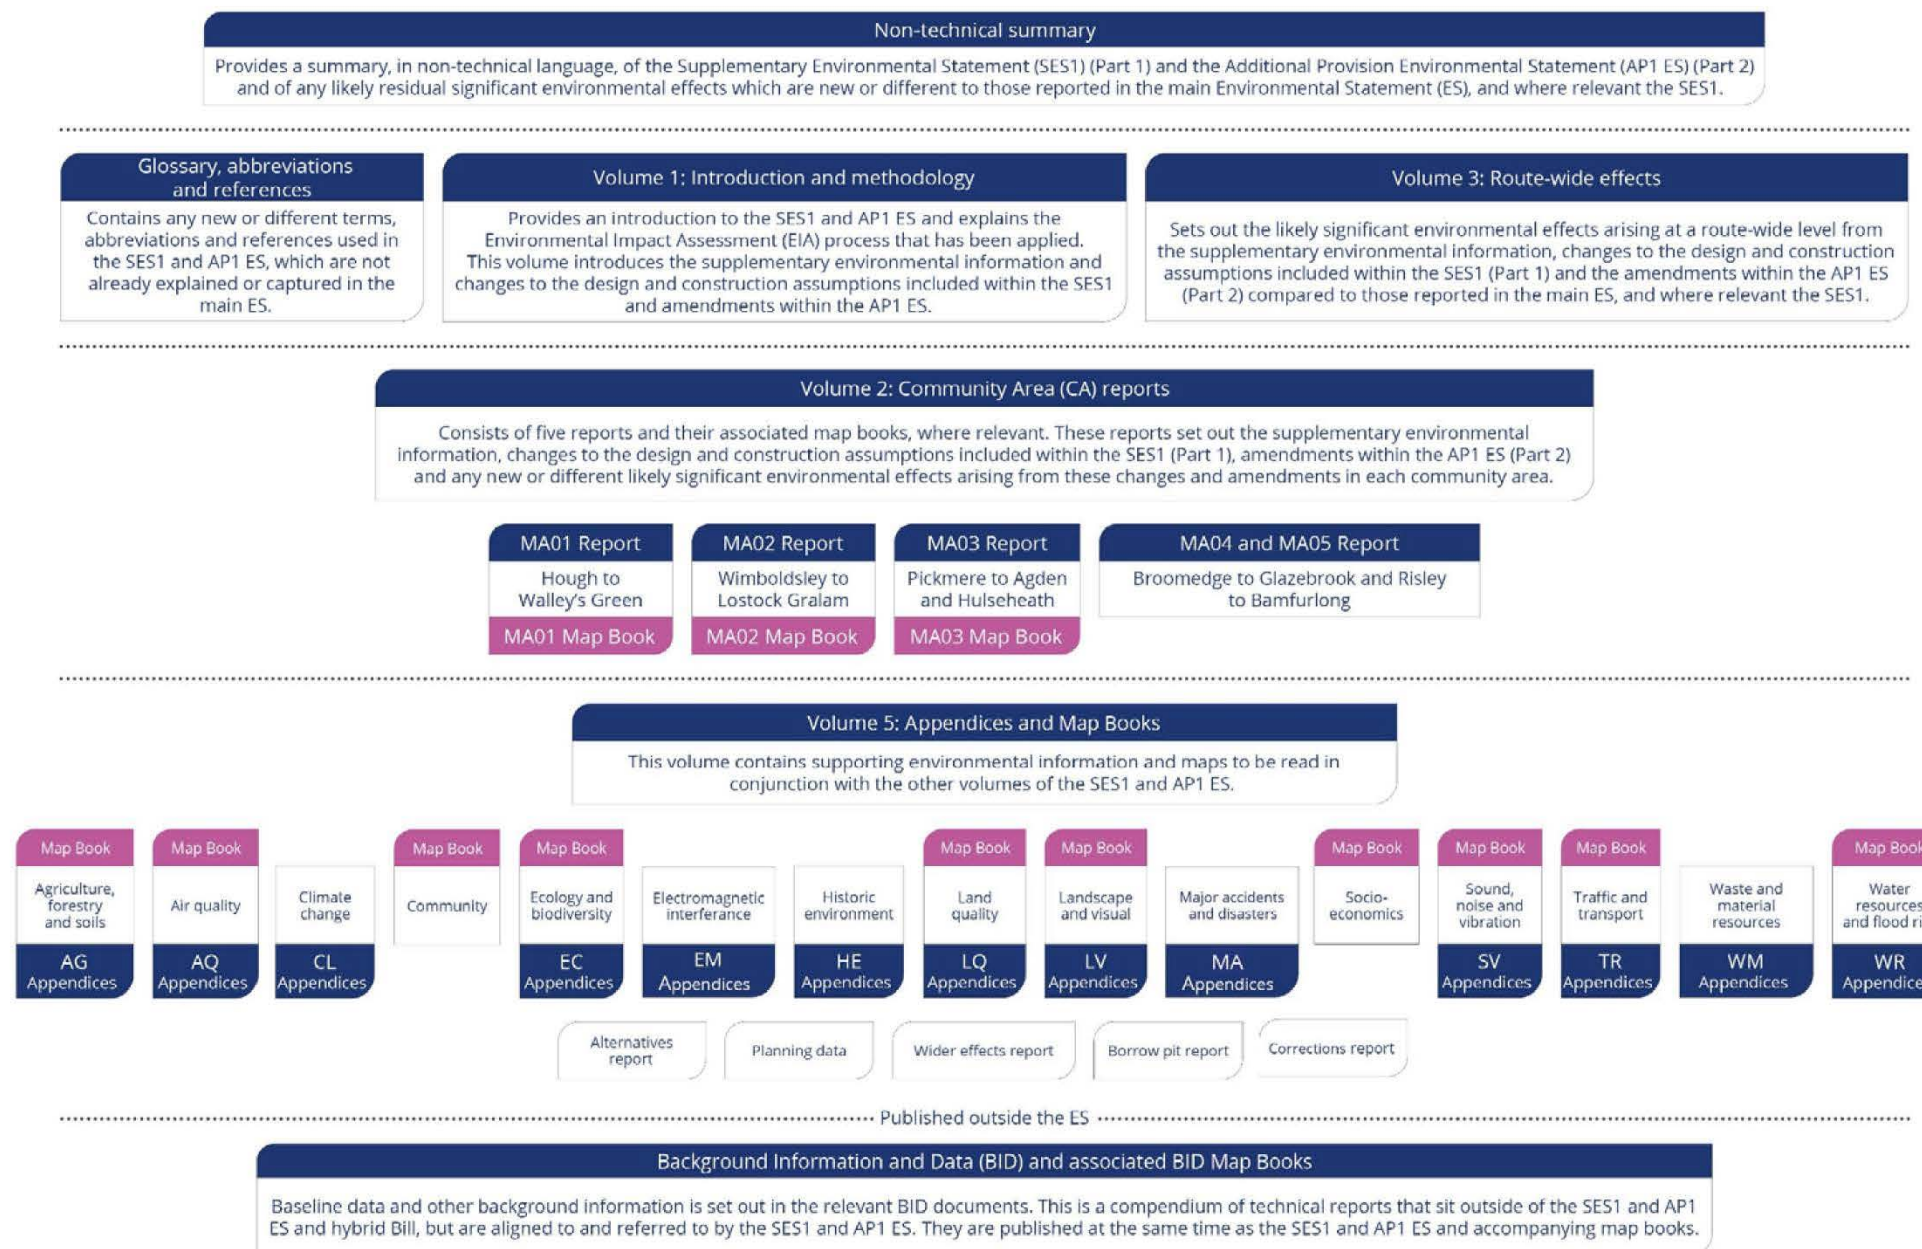 Non-technical summary
Provides a summary, in non-technical language, of the Supplementary Environmental Statement (SES1) (Part 1) and the Additional Provision Environmental Statement (AP1 ES) (Part 2)
and of any likely residual significant environmental effects which are new or different to those reported in the main Environmental Statement (ES), and where relevant the SES1.
Glossary, abbreviations
and references
Contains any new or different terms,
abbreviations and references used in
the SES1 and AP1 ES, which are not
already explained or captured in the
main ES.
Volume 1: Introduction and methodology
Provides an introduction to the SES1 and AP1 ES and explains the
Environmental Impact Assessment (EIA) process that has been applied.
This volume introduces the supplementary environmental information and
changes to the design and construction assumptions included within the SES1
and amendments within the AP1 ES.
Volume 3: Route-wide effects
Sets out the likely significant environmental effects arising at a route-wide level from
the supplementary environmental information, changes to the design and construction
assumptions included within the SES1 (Part 1) and the amendments within the AP1 ES
(Part 2) compared to those reported in the main ES, and where relevant the SES1.
Volume 2: Community Area (CA) reports
Consists of five reports and their associated map books, where relevant. These reports set out the supplementary environmental
information, changes to the design and construction assumptions included within the SES1 (Part 1), amendments within the AP1 ES (Part 2)
and any new or different likely significant environmental effects arising from these changes and amendments in each community area.
MA01 Report
Hough to
Walley's Green
MA01 Map Book
MA02 Report
Wimboldsley to
Lostock Gralam
MA02 Map Book
MA03 Report
Pickmere to Agden
and Hulseheath
MA03 Map Book
MA04 and MA05 Report
Broomedge to Glazebrook and Risley
to Bamfurlong
Volume 5: Appendices and Map Books
This volume contains supporting environmental information and maps to be read in
conjunction with the other volumes of the SES1 and AP1 ES.
Map Book
Agriculture,
forestry
and soils
AG
Appendices
Map Book
Air quality
AQ
Appendices
Climate
change
CL
Appendices
Map Book
Community
Map Book
Ecology and
biodiversity
EC
Appendices
Electromagnetic
interferance
EM
Appendices
Historic
environment
HE
Appendices
Map Book
Land
quality
LQ
Appendices
Map Book
Landscape
and visual
LV
Appendices
Major accidents
and disasters
MA
Appendices
Map Book
Socio-
economics
Map Book
Sound,
noise and
vibration
SV
Appendices
Map Book
Traffic and
transport
TR
Appendices
Waste and
material
resources
WM
Appendices
Map Book
Water
resources
and flood
WR
Alternatives
report
Planning data
Wider effects report
Borrow pit report
Corrections report
Published outside the ES
Background Information and Data (BID) and associated BID Map Books
Baseline data and other background information is set out in the relevant BID documents. This is a compendium of technical reports that sit outside of the SES1 and AP1
ES and hybrid Bill, but are aligned to and referred to by the SES1 and AP1 ES. They are published at the same time as the SES1 and AP1 ES and accompanying map books.